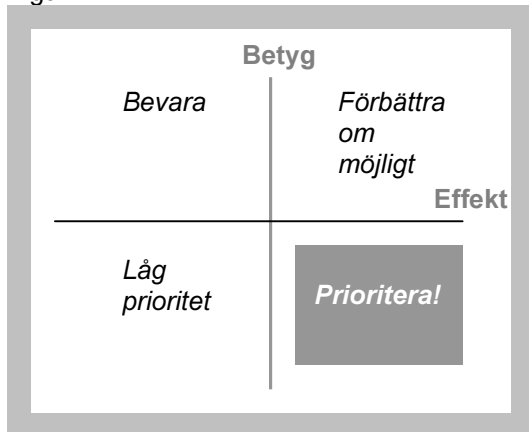 Betyg
Bevara
Förbättra
om
möjligt
Effekt
Låg
prioritet
Prioritera!